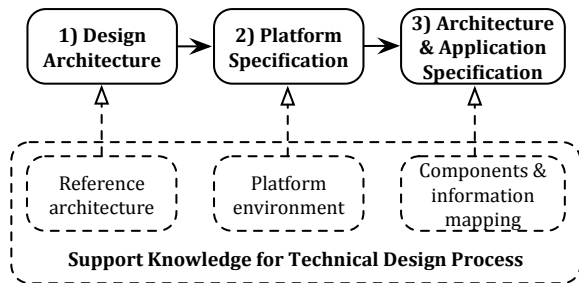 1) Design
Architecture
2) Platform
Specification
3) Architecture
& Application
Specification
Reference
architecture
Platform
environment
Components &
information
mapping
Support Knowledge for Technical Design Process